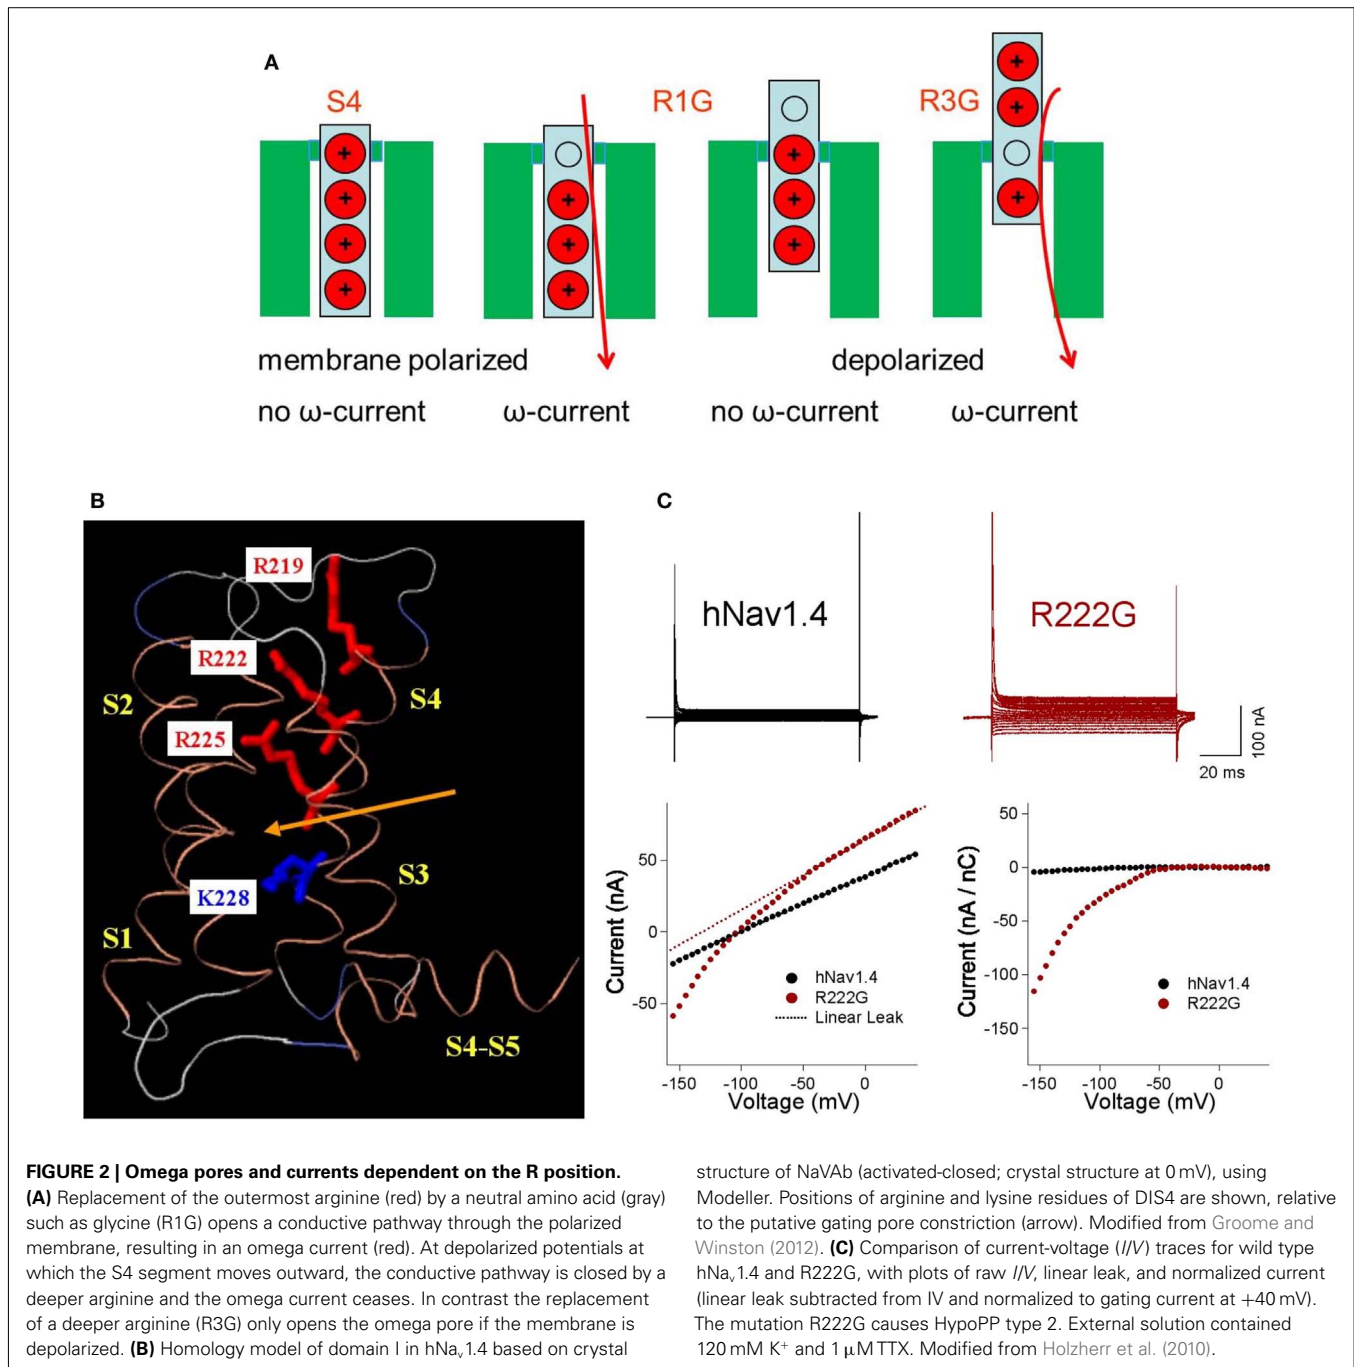 A
S4
R1G
R3G
+
+
+
+
+
+
+
+
+
+
+
+
+
membrane polarized
depolarized
no ω-current
ω-current
no ω-current
ω-current
B
R219
R222
S2
S4
R225
S3
K228
S1
S4-S5
C
hNav1.4
R222G
100 nA
20 ms
Current (nA)
50
0
-50
hNav1.4
R222G
Linear Leak
-150
-100
-50
0
Voltage (mV)
Current (nA / nC)
50
0
-50
-100
-150
hNav1.4
R222G
-150
-100
-50
0
Voltage (mV)
FIGURE 2 | Omega pores and currents dependent on the R position.
(A) Replacement of the outermost arginine (red) by a neutral amino acid (gray)
such as glycine (R1G) opens a conductive pathway through the polarized
membrane, resulting in an omega current (red). At depolarized potentials at
which the S4 segment moves outward, the conductive pathway is closed by a
deeper arginine and the omega current ceases. In contrast the replacement
of a deeper arginine (R3G) only opens the omega pore if the membrane is
depolarized. (B) Homology model of domain I in hNaᵥ1.4 based on crystal
structure of NaVAb (activated-closed; crystal structure at 0 mV), using
Modeller. Positions of arginine and lysine residues of DIS4 are shown, relative
to the putative gating pore constriction (arrow). Modified from Groome and
Winston (2012). (C) Comparison of current-voltage (I/V) traces for wild type
hNaᵥ1.4 and R222G, with plots of raw I/V, linear leak, and normalized current
(linear leak subtracted from IV and normalized to gating current at +40 mV).
The mutation R222G causes HypoPP type 2. External solution contained
120 mM K⁺ and 1 μM TTX. Modified from Holzherr et al. (2010).